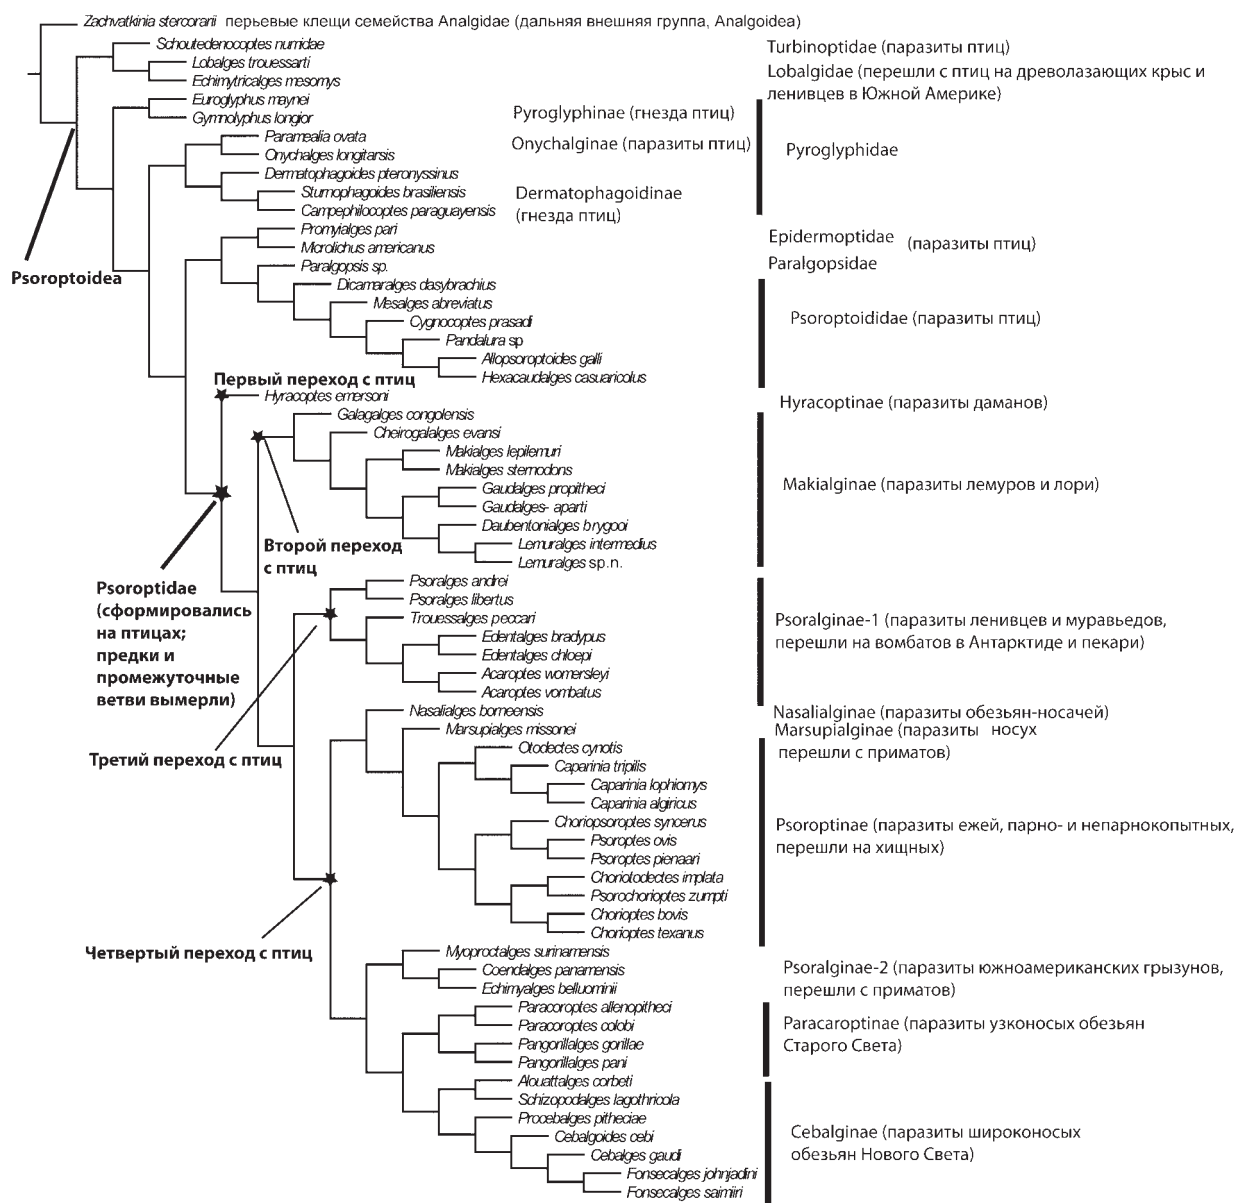 Zachvatkinia stercorarii перьевые клещи семейства Analgidae (дальняя внешняя группа, Analgoidea)
Schoutedenocoptes numidae
Turbinoptidae (паразиты птиц)
Lobalges trouessarti
Echimytricalges mesomys
Lobalgidae (перешли с птиц на древолазающих крыс и
ленивцев в Южной Америке)
Euroglyphus maynei
Gymnolyphus longior
Pyroglyphinae (гнезда птиц)
Paramealia ovata
Onychalges longitarsis
Onychalginae (паразиты птиц)
Pyroglyphidae
Dermatophagoides pteronyssinus
Sturnophagoides brasiliensis
Campephilocoptes paraguayensis
Dermatophagoidinae
(гнезда птиц)
Promyialges pari
Microlichus americanus
Epidermoptidae
(паразиты птиц)
Paralgopsis sp.
Paralgopsidae
Psoroptoidea
Dicamaralges dasybrachius
Mesalges abreviatus
Cygnocoptes prasadi
Pandalura sp
Allopsoroptoides galli
Hexacaudalges casuaricolus
Psoroptoididae (паразиты птиц)
Первый переход с птиц
Hyracoptes emersoni
Hyracoptinae (паразиты даманов)
Galagalges congolensis
Cheirogalalges evansi
Makialges lepilemuri
Makialges sternodons
Gaudalges propitheci
Gaudalges- aparti
Daubentonialges brygooi
Lemuralges intermedius
Lemuralges sp.n.
Makialginae (паразиты лемуров и лори)
Второй переход
с птиц
Psoroptidae
(сформировались
на птицах;
предки и
промежуточные
ветви вымерли)
Psoralges andrei
Psoralges libertus
Trouessalges peccari
Edentalges bradypus
Edentalges chloepi
Acaroptes womersleyi
Acaroptes vombatus
Psoralginae-1 (паразиты ленивцев и муравьедов,
перешли на вомбатов в Антарктиде и пекари)
Третий переход с птиц
Nasalialges borneensis
Nasalialginae (паразиты обезьян-носачей)
Marsupialges missonei
Marsupialginae (паразиты носух
перешли с приматов)
Otodectes cynotis
Caparinia tripilis
Caparinia lophiomys
Caparinia algiricus
Choriopsoroptes syncerus
Psoroptes ovis
Psoroptes pienaari
Choriotodectes implata
Psorochorioptes zumpti
Chorioptes bovis
Chorioptes texanus
Psoroptinae (паразиты ежей, парно- и непарнокопытных,
перешли на хищных)
Четвертый переход с птиц
Myoproctalges surinamensis
Coendalges panamensis
Echimyalges belluominii
Psoralginae-2 (паразиты южноамериканских грызунов,
перешли с приматов)
Paracoroptes allenopitheci
Paracoroptes colobi
Pangorillalges gorillae
Pangorillalges pani
Paracaroptinae (паразиты узконосых обезьян
Старого Света)
Alouattalges corbeti
Schizopodalges lagothricola
Procebalges pitheciae
Cebalgoides cebi
Cebalges gaudi
Fonsecalges johnjadini
Fonsecalges saimiiri
Cebalginae (паразиты широконосых
обезьян Нового Света)